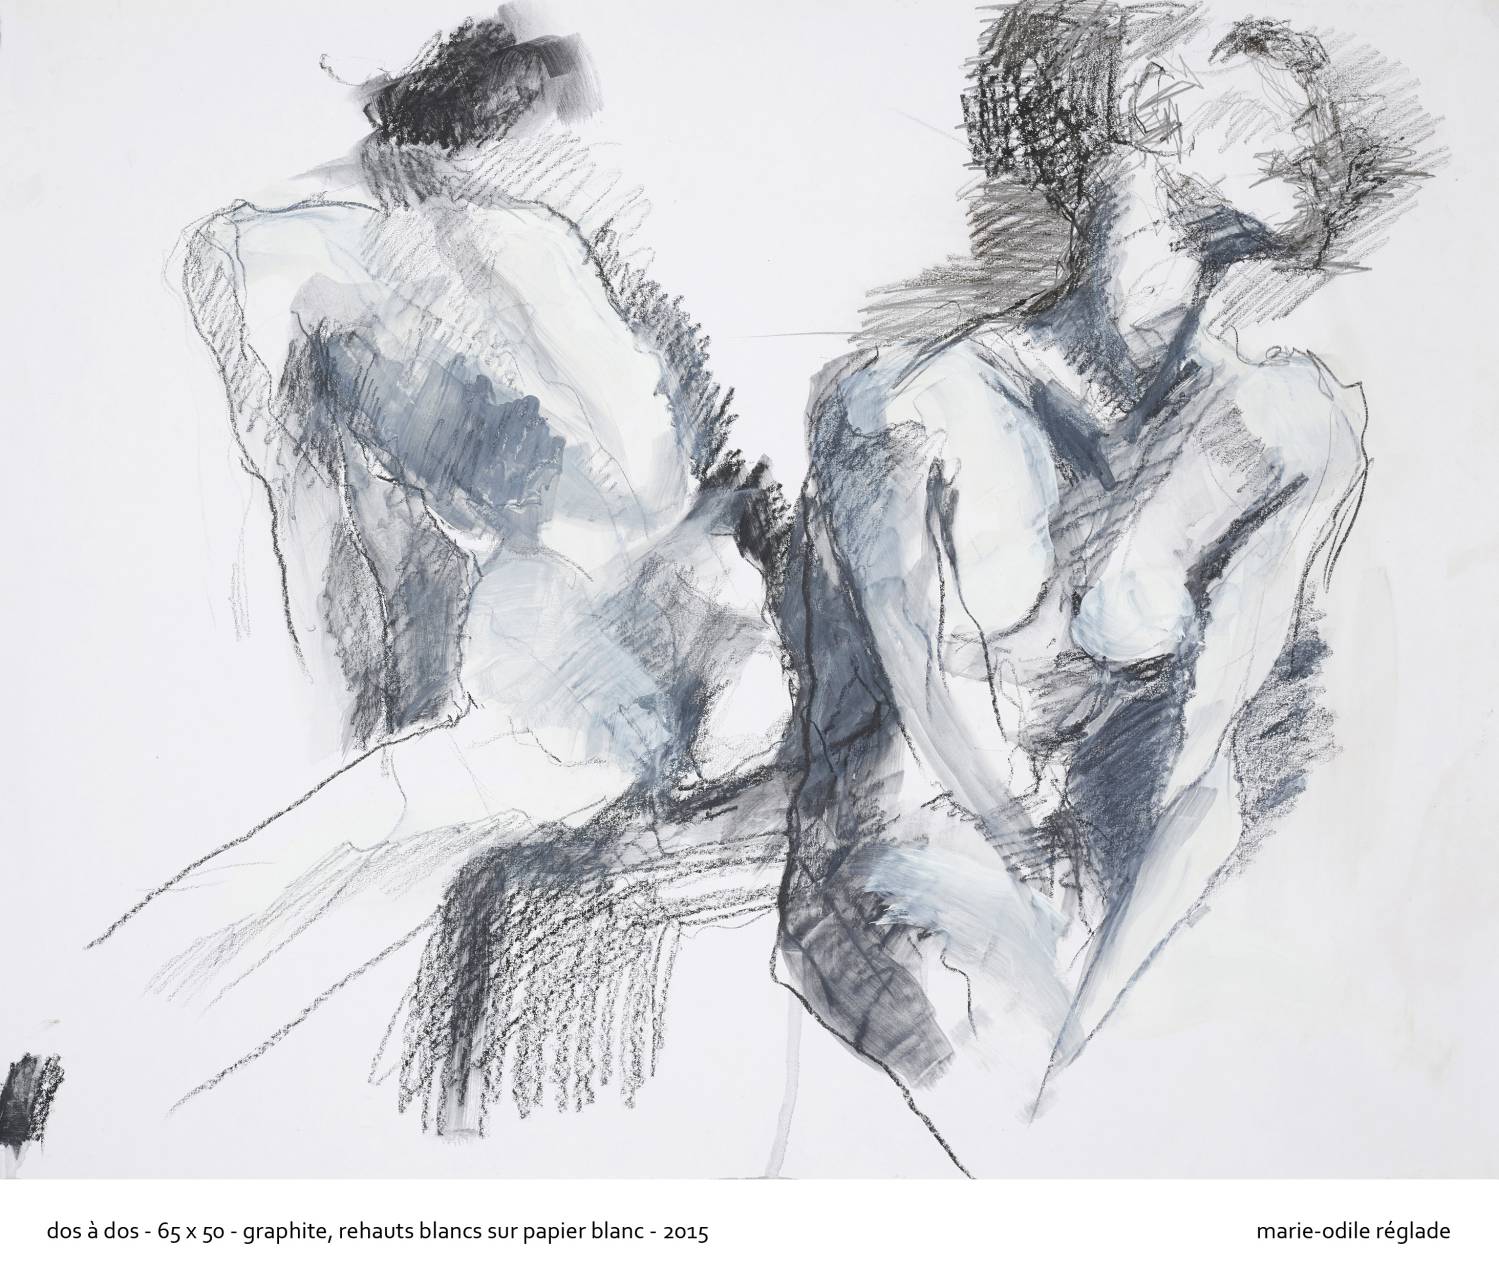 dos à dos - 65 x 50 - graphite, rehauts blancs sur papier blanc - 2015
marie-odile réglade